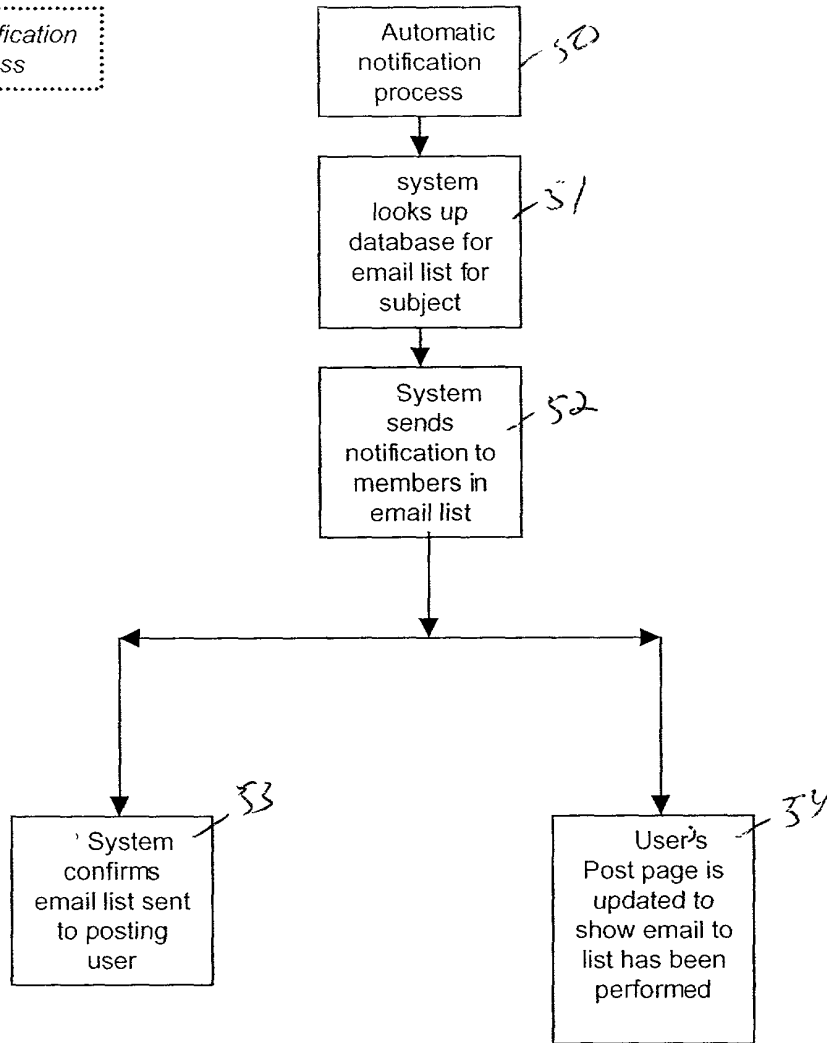 ification
ss
Automatic
notification
process
50
system
looks up
database for
email list for
subject
51
System
sends
notification to
members in
email list
52
System
confirms
email list sent
to posting
user
53
User's
Post page is
updated to
show email to
list has been
performed
54